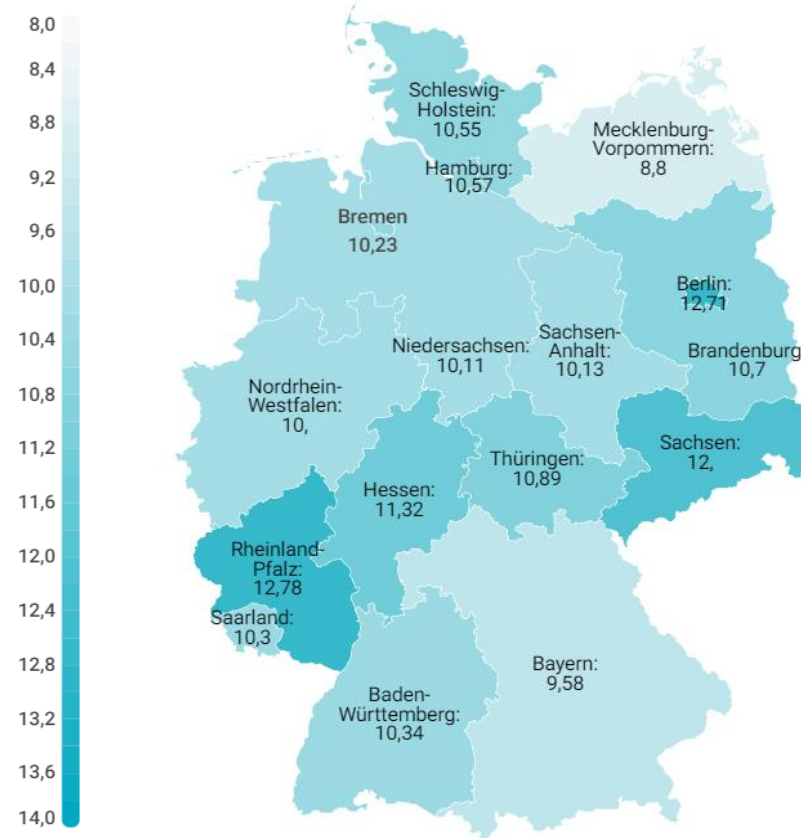 8,0
8,4
8,8
9,2
9,6
10,0
10,4
10,8
11,2
11,6
12,0
12,4
12,8
13,2
13,6
14,0
Schleswig-
Holstein:
10,55
Mecklenburg-
Vorpommern:
8,8
Hamburg:
10,57
Bremen
10,23
Berlin:
12,71
Niedersachsen:
10,11
Sachsen-
Anhalt:
10,13
Brandenburg
10,7
Nordrhein-
Westfalen:
10,
Sachsen:
12,
Thüringen:
10,89
Hessen:
11,32
Rheinland-
Pfalz:
12,78
Saarland:
10,3
Bayern:
9,58
Baden-
Württemberg:
10,34